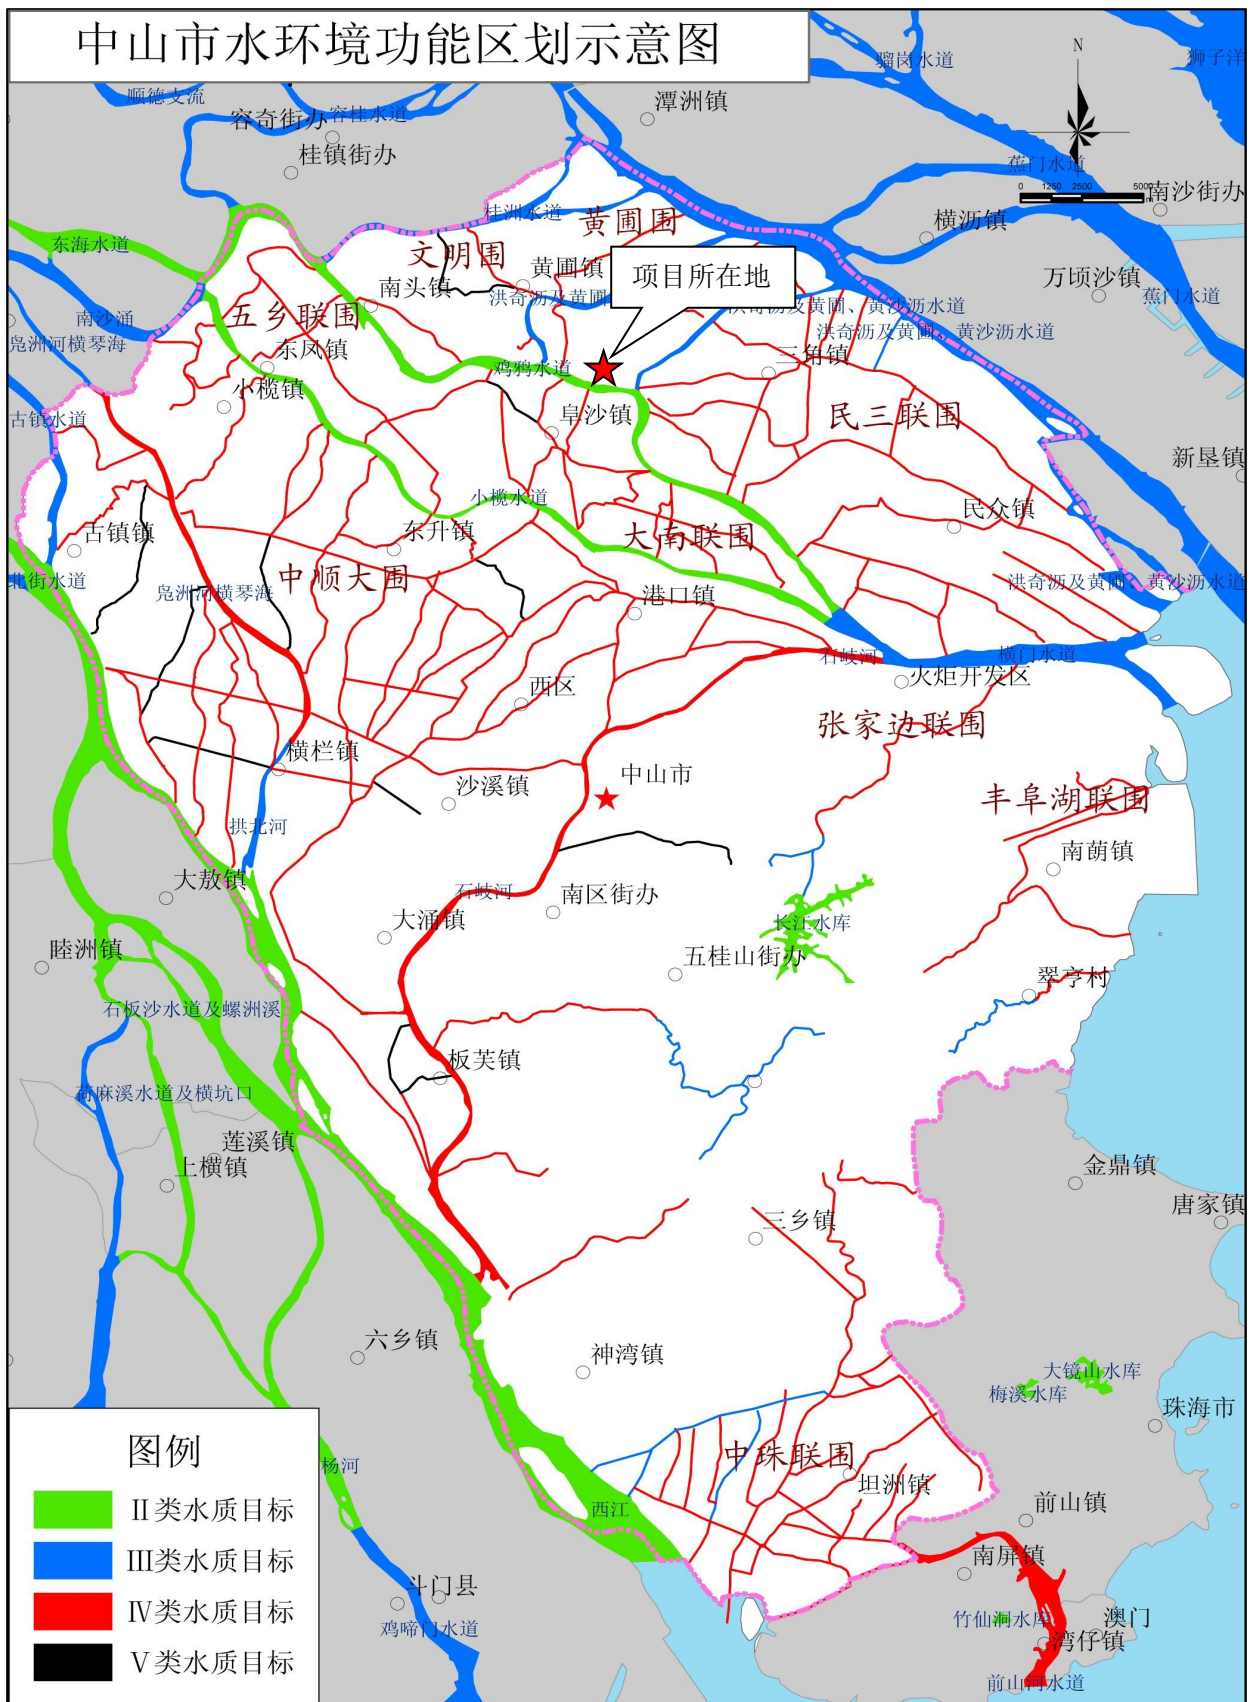 中山市水环境功能区划示意图
骝岗水道
狮子洋
N
顺德支流
容奇街办
容桂水道
潭洲镇
桂镇街办
蕉门水道
0 1250 2500 5000
南沙街办
桂洲水道
黄圃围
横沥镇
东海水道
文明围
黄圃镇
项目所在地
万顷沙镇
南头镇
洪奇沥及黄圃
蕉门水道
南沙涌
五乡联围
洪奇沥及黄圃、黄沙沥水道
凫洲河横琴海
洪奇沥及黄圃、黄沙沥水道
东凤镇
鸡鸦水道
三角镇
小榄镇
古镇水道
阜沙镇
民三联围
新垦镇
小榄水道
民众镇
古镇镇
东升镇
大南联围
北街水道
中顺大围
凫洲河横琴海
洪奇沥及黄圃、黄沙沥水道
港口镇
石岐河
横门水道
火炬开发区
西区
张家边联围
横栏镇
中山市
沙溪镇
丰阜湖联围
拱北河
南蓢镇
大敖镇
石岐河
南区街办
大涌镇
长江水库
睦洲镇
五桂山街办
翠亨村
石板沙水道及螺洲溪
板芙镇
荷麻溪水道及横坑口
莲溪镇
上横镇
金鼎镇
唐家镇
三乡镇
六乡镇
神湾镇
大镜山水库
梅溪水库
珠海市
图例
中珠联围
杨河
坦洲镇
Ⅱ类水质目标
西江
前山镇
Ⅲ类水质目标
南屏镇
斗门县
Ⅳ类水质目标
鸡啼门水道
竹仙洞水库
澳门
湾仔镇
Ⅴ类水质目标
前山河水道